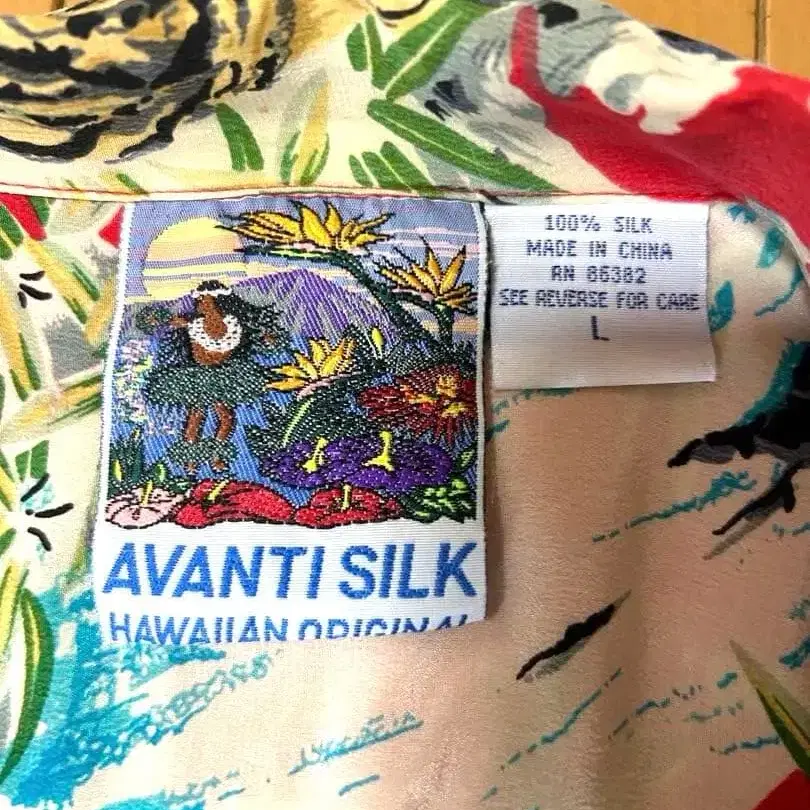 AVANTI SILK
HAWAIIAN ORIGINAL
100% SILK
MADE IN CHINA
RN 86382
SEE REVERSE FOR CARE
L